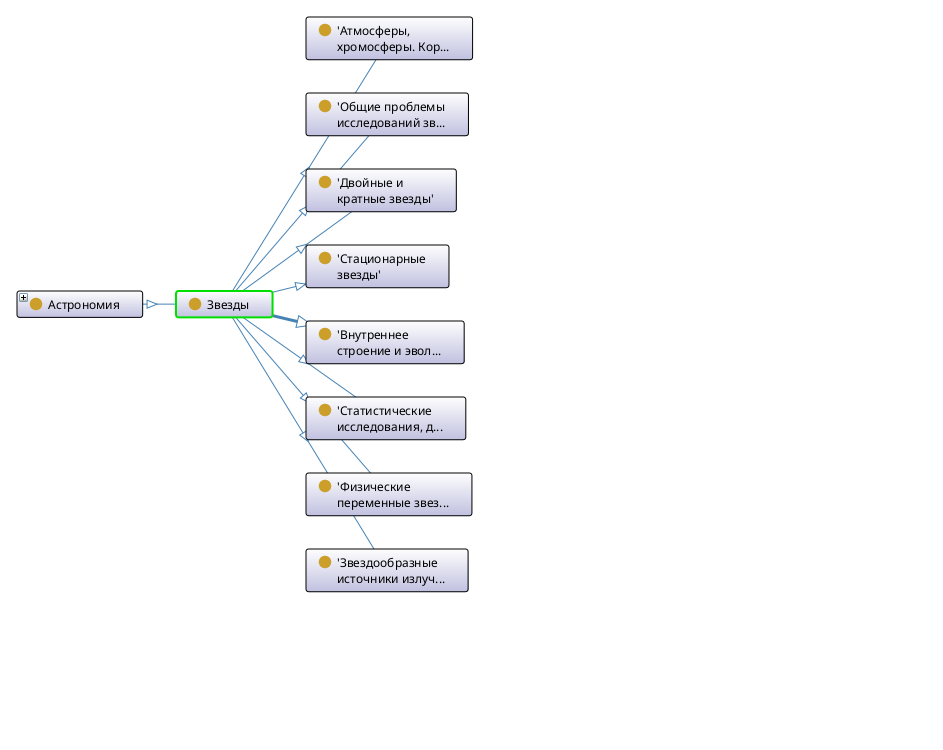 'Атмосферы,
хромосферы. Кор...
'Общие проблемы
исследований зв...
'Двойные и
кратные звезды'
'Стационарные
звезды'
Астрономия
Звезды
'Внутреннее
строение и эвол...
'Статистические
исследования, д...
'Физические
переменные звез...
'Звездообразные
источники излуч...